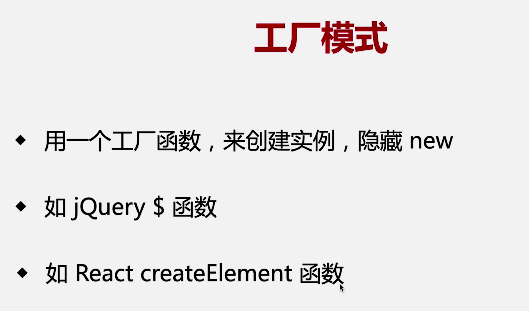 工厂模式
◆ 用一个工厂函数，来创建实例，隐藏 new
◆ 如 jQuery $ 函数
◆ 如 React createElement 函数